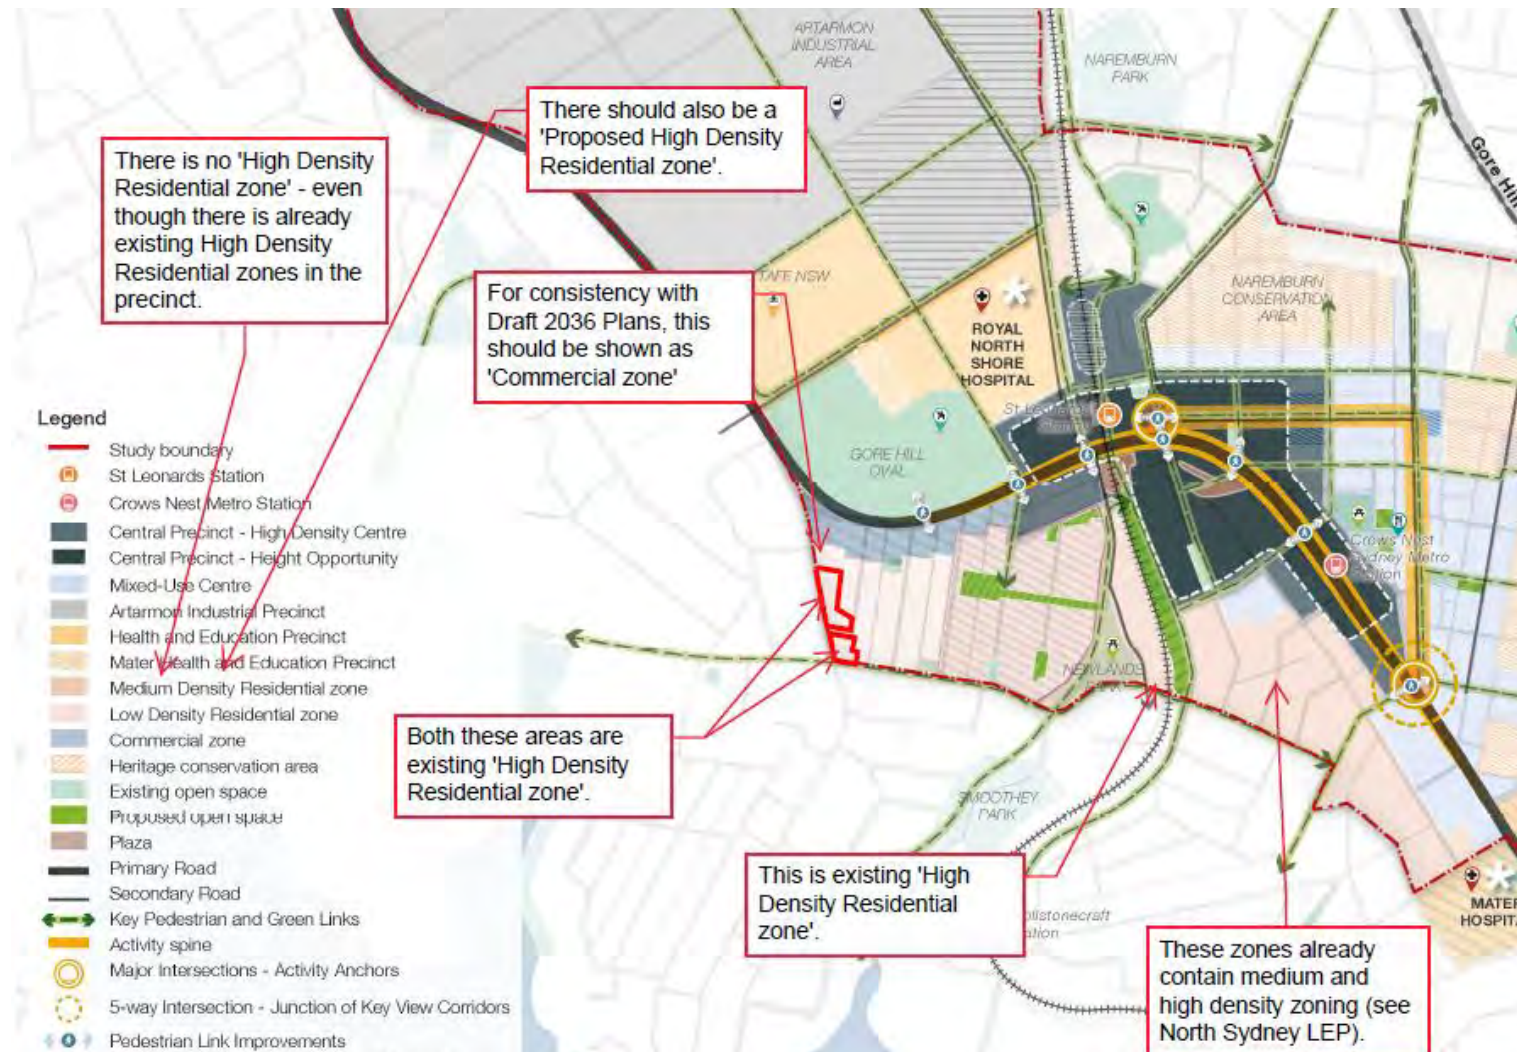 ARTARMON
INDUSTRIAL
AREA
NAREMBURN
PARK
Gore Hill
There should also be a
'Proposed High Density
Residential zone'.
There is no 'High Density
Residential zone' - even
though there is already
existing High Density
Residential zones in the
precinct.
For consistency with
Draft 2036 Plans, this
should be shown as
'Commercial zone'
TAFE NSW
ROYAL
NORTH
SHORE
HOSPITAL
NAREMBURN
CONSERVATION
AREA
St Leonards
Station
GORE HILL
OVAL
Crows Nest
Sydney Metro
Station
NEWLANDS
PARK
Legend
Study boundary
St Leonards Station
Crows Nest Metro Station
Central Precinct - High Density Centre
Central Precinct - Height Opportunity
Mixed-Use Centre
Artarmon Industrial Precinct
Health and Education Precinct
Mater Health and Education Precinct
Medium Density Residential zone
Low Density Residential zone
Commercial zone
Heritage conservation area
Existing open space
Proposed open space
Plaza
Primary Road
Secondary Road
Key Pedestrian and Green Links
Activity spine
Major Intersections - Activity Anchors
5-way Intersection - Junction of Key View Corridors
Pedestrian Link Improvements
Both these areas are
existing 'High Density
Residential zone'.
SMOOTHEY
PARK
This is existing 'High
Density Residential
zone'.
These zones already
contain medium and
high density zoning (see
North Sydney LEP).
MATER